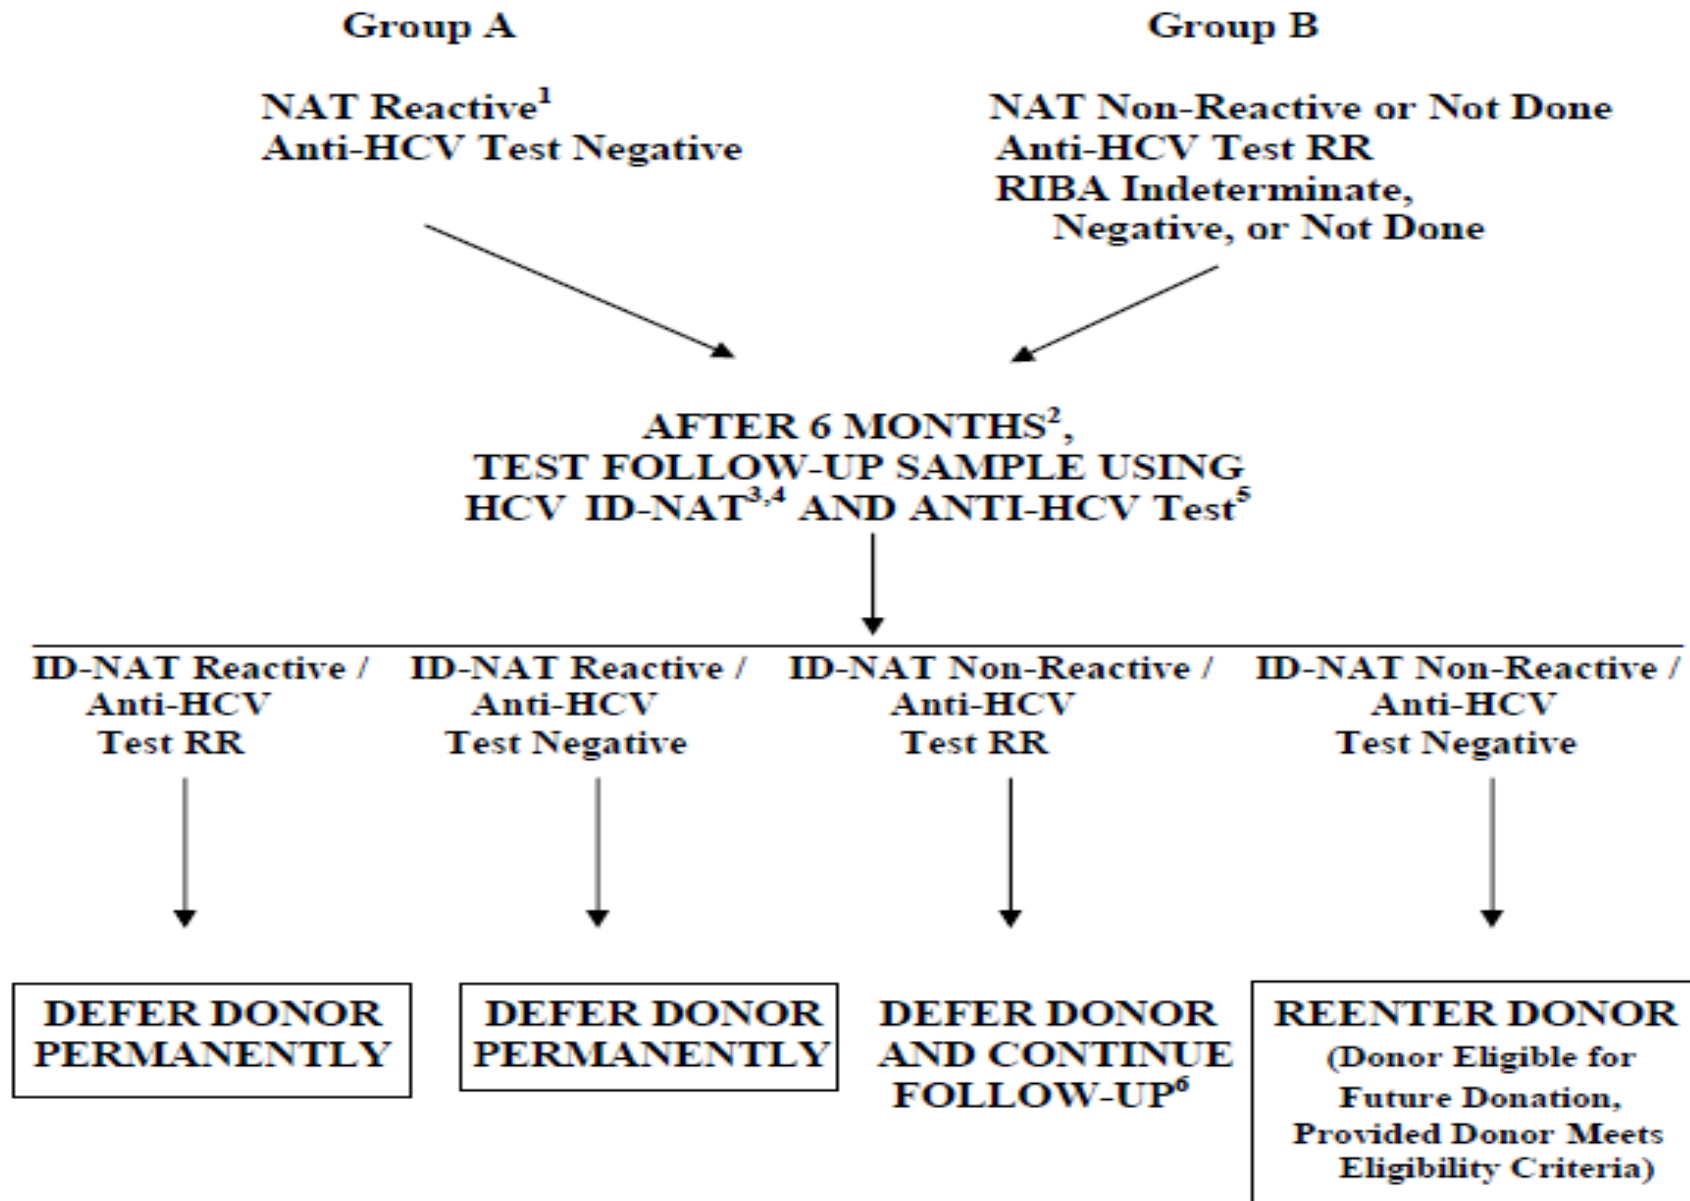 Group A
NAT Reactive¹
Anti-HCV Test Negative
Group B
NAT Non-Reactive or Not Done
Anti-HCV Test RR
RIBA Indeterminate,
Negative, or Not Done
AFTER 6 MONTHS²,
TEST FOLLOW-UP SAMPLE USING
HCV ID-NAT³,⁴ AND ANTI-HCV Test⁵
ID-NAT Reactive /
Anti-HCV
Test RR
ID-NAT Reactive /
Anti-HCV
Test Negative
ID-NAT Non-Reactive /
Anti-HCV
Test RR
ID-NAT Non-Reactive /
Anti-HCV
Test Negative
DEFER DONOR
PERMANENTLY
DEFER DONOR
PERMANENTLY
DEFER DONOR
AND CONTINUE
FOLLOW-UP⁶
REENTER DONOR
(Donor Eligible for
Future Donation,
Provided Donor Meets
Eligibility Criteria)